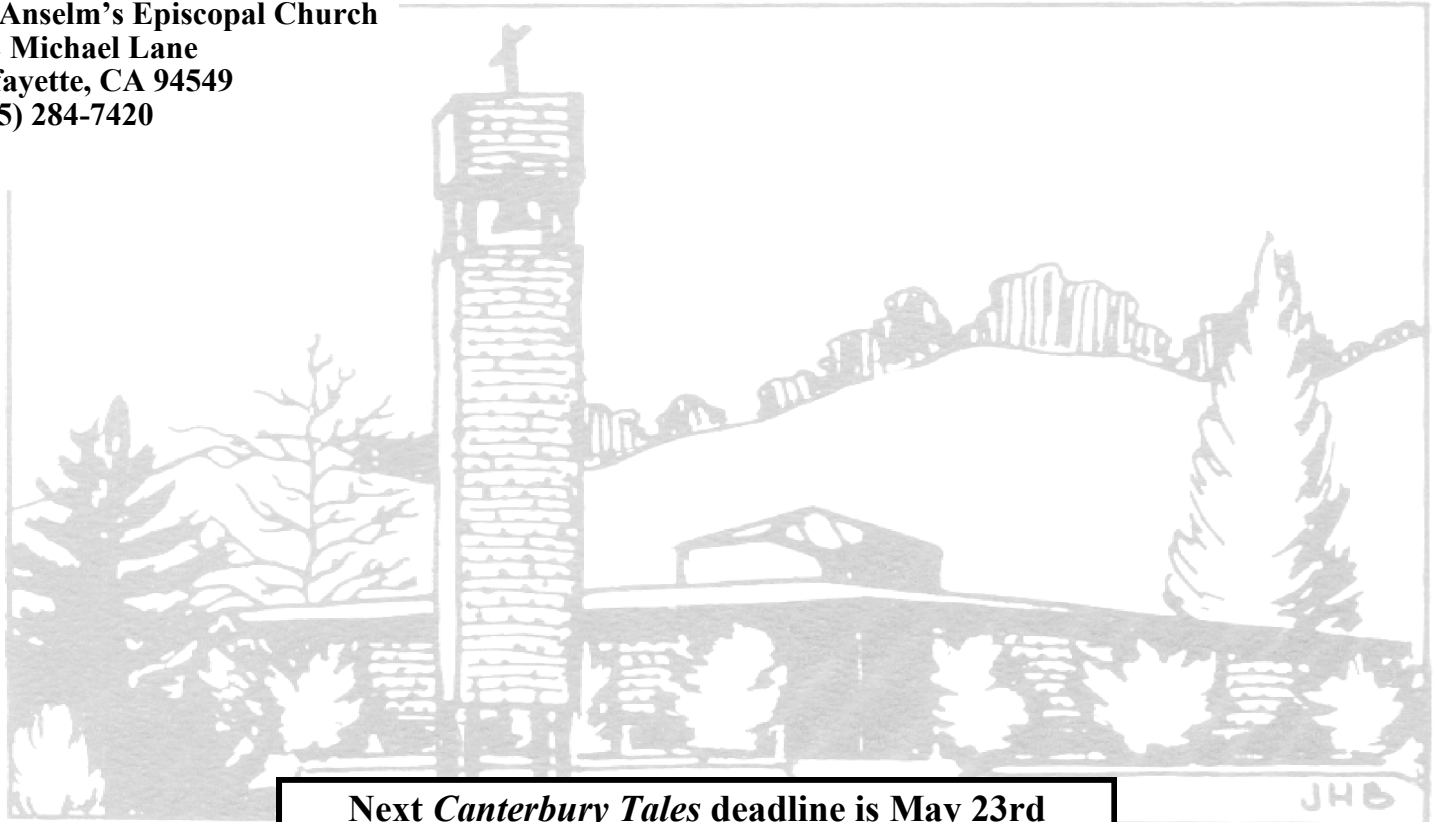 Anselm’s Episcopal Church
Michael Lane
fayette, CA 94549
5) 284-7420
Next Canterbury Tales deadline is May 23rd
JHB